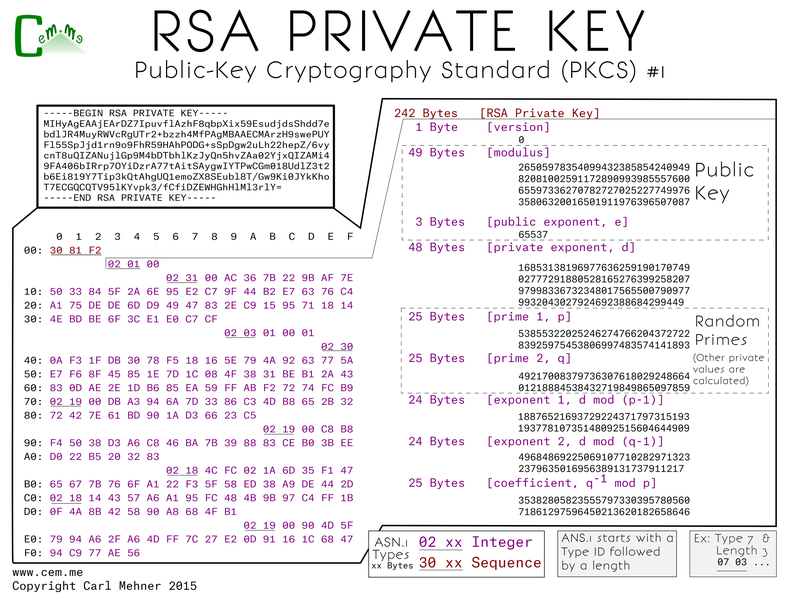 Cem.me
RSA PRIVATE KEY
Public-Key Cryptography Standard (PKCS) #1
-----BEGIN RSA PRIVATE KEY-----
MIHyAgEAAjEArDZ7IpuvflAzhF8qbpXix59EsudjdsShdd7e
bdlJR4MuyRWVcRgUTr2+bzzh4MfPAgMBAAECMArzH9swePUY
Fl55SpJjd1rn9o9FhR59HAhPODG+sSpDgw2uLh22hepZ/6vy
cnT8uQIZANujlGp9M4bDTbhlKzJyQn5hvZAa02YjxQIZAMi4
9FA406bIRrp7OYiDzrA77tAitSAygwIYTPwCGm018UdlZ3t2
b6Ei819Y7Tip3kQtAhgUQ1emoZX8SEubl8T/Gw9Ki0JYkKho
T7ECGQCQTV95lKYvpk3/fCfiDZEWHGhHlMl3rlY=
-----END RSA PRIVATE KEY-----
0 1 2 3 4 5 6 7 8 9 A B C D E F
00: 30 81 F2
02 01 00
02 31 00 AC 36 7B 22 9B AF 7E
10: 50 33 84 5F 2A 6E 95 E2 C7 9F 44 B2 E7 63 76 C4
20: A1 75 DE DE 6D D9 49 47 83 2E C9 15 95 71 18 14
30: 4E BD BE 6F 3C E1 E0 C7 CF
02 03 01 00 01
02 30
40: 0A F3 1F DB 30 78 F5 18 16 5E 79 4A 92 63 77 5A
50: E7 F6 8F 45 85 1E 7D 1C 08 4F 38 31 BE B1 2A 43
60: 83 0D AE 2E 1D B6 85 EA 59 FF AB F2 72 74 FC B9
70: 02 19 00 DB A3 94 6A 7D 33 86 C3 4D B8 65 2B 32
80: 72 42 7E 61 BD 90 1A D3 66 23 C5
02 19 00 C8 B8
90: F4 50 38 D3 A6 C8 46 BA 7B 39 88 83 CE B0 3B EE
A0: D0 22 B5 20 32 83
02 18 4C FC 02 1A 6D 35 F1 47
B0: 65 67 7B 76 6F A1 22 F3 5F 58 ED 38 A9 DE 44 2D
C0: 02 18 14 43 57 A6 A1 95 FC 48 4B 9B 97 C4 FF 1B
D0: 0F 4A 8B 42 58 90 A8 68 4F B1
02 19 00 90 4D 5F
E0: 79 94 A6 2F A6 4D FF 7C 27 E2 0D 91 16 1C 68 47
F0: 94 C9 77 AE 56
www.cem.me
Copyright Carl Mehner 2015
242 Bytes [RSA Private Key]
1 Byte [version]
0
49 Bytes [modulus]
26505978354099432385854240949
82080100259117289099398555760​0
65597336270782727025227749976
35806320016501911976396507087
Public
Key
3 Bytes [public exponent, e]
65537
48 Bytes [private exponent, d]
16853138196977636259190170749
02777291880528165276399258207
97998336732348017565500790977
9932043027924692388684299449
25 Bytes [prime 1, p]
53855322025246274766204372722
83925975453806997483574141893
Random
Primes
(Other private
values are
calculated)
25 Bytes [prime 2, q]
49217008379736307618029248664
01218884538432719849865097859
24 Bytes [exponent 1, d mod (p-1)]
18876521693729224371797315193
19377810735148092515604644909
24 Bytes [exponent 2, d mod (q-1)]
49684869225069107710282971323
2379635016956389131737911217
25 Bytes [coefficient, q-1 mod p]
35382805823555797330395780560
71861297596450213620182658646
ASN.1
Types
xx Bytes
02 xx Integer
30 xx Sequence
ANS.1 starts with a
Type ID followed
by a length
Ex: Type 7 &
Length 3
07 03 ...